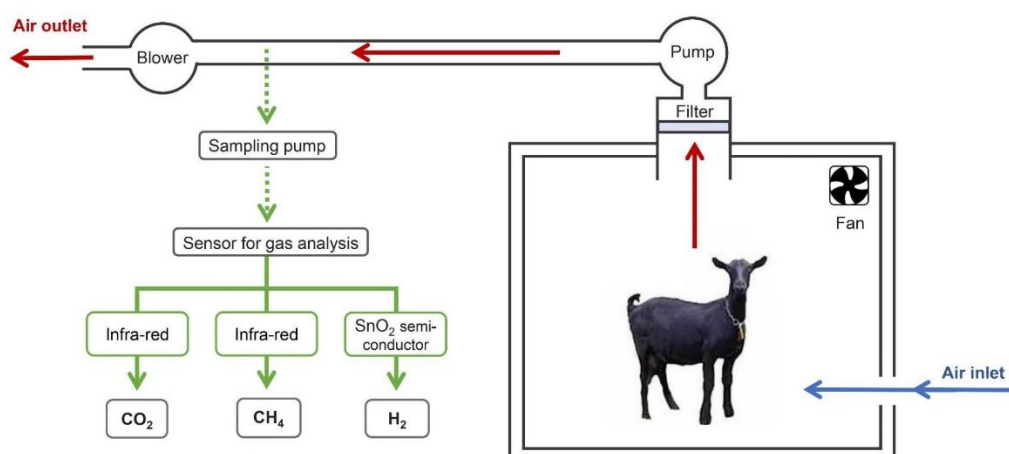 Air outlet
Blower
Pump
Filter
Sampling pump
Fan
Sensor for gas analysis
Infra-red
Infra-red
SnO₂ semi-
conductor
Air inlet
CO₂
CH₄
H₂